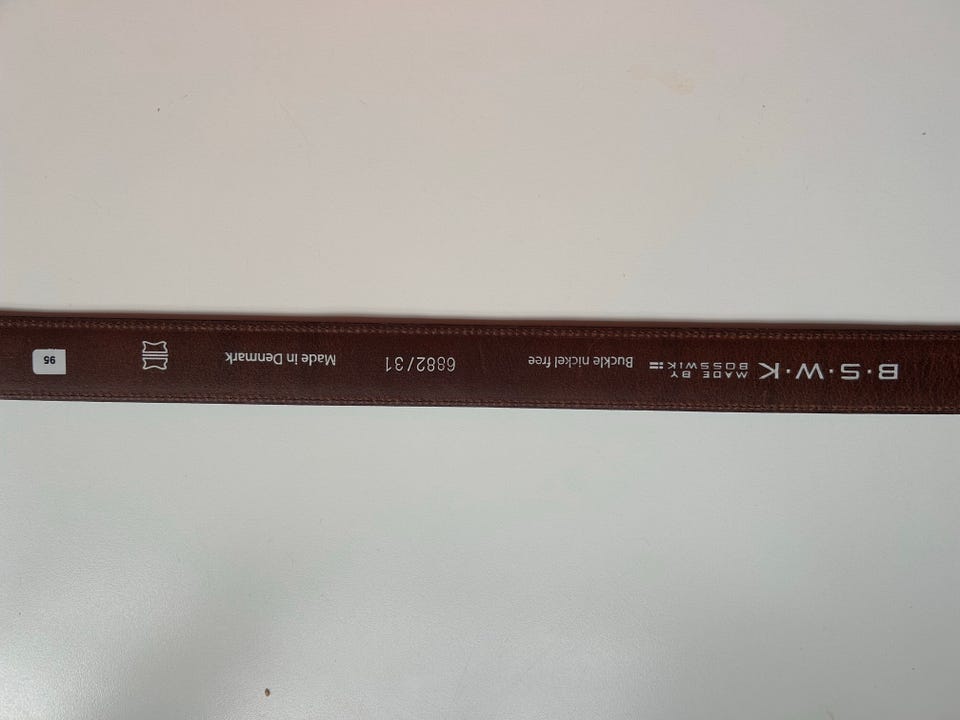 B·S·W·K
MADE BY
BOSSWIK
Buckle nickel free
6882/31
Made in Denmark
95